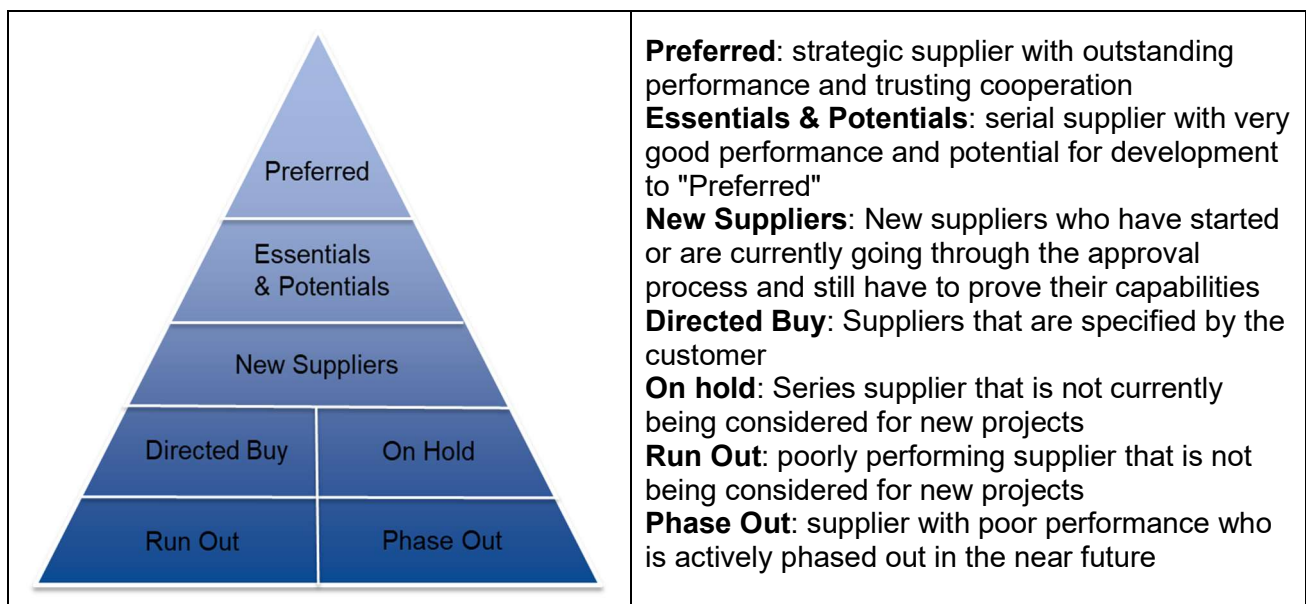 Preferred
Essentials
& Potentials
New Suppliers
Directed Buy
On Hold
Run Out
Phase Out
Preferred: strategic supplier with outstanding
performance and trusting cooperation
Essentials & Potentials: serial supplier with very
good performance and potential for development
to "Preferred"
New Suppliers: New suppliers who have started
or are currently going through the approval
process and still have to prove their capabilities
Directed Buy: Suppliers that are specified by the
customer
On hold: Series supplier that is not currently
being considered for new projects
Run Out: poorly performing supplier that is not
being considered for new projects
Phase Out: supplier with poor performance who
is actively phased out in the near future